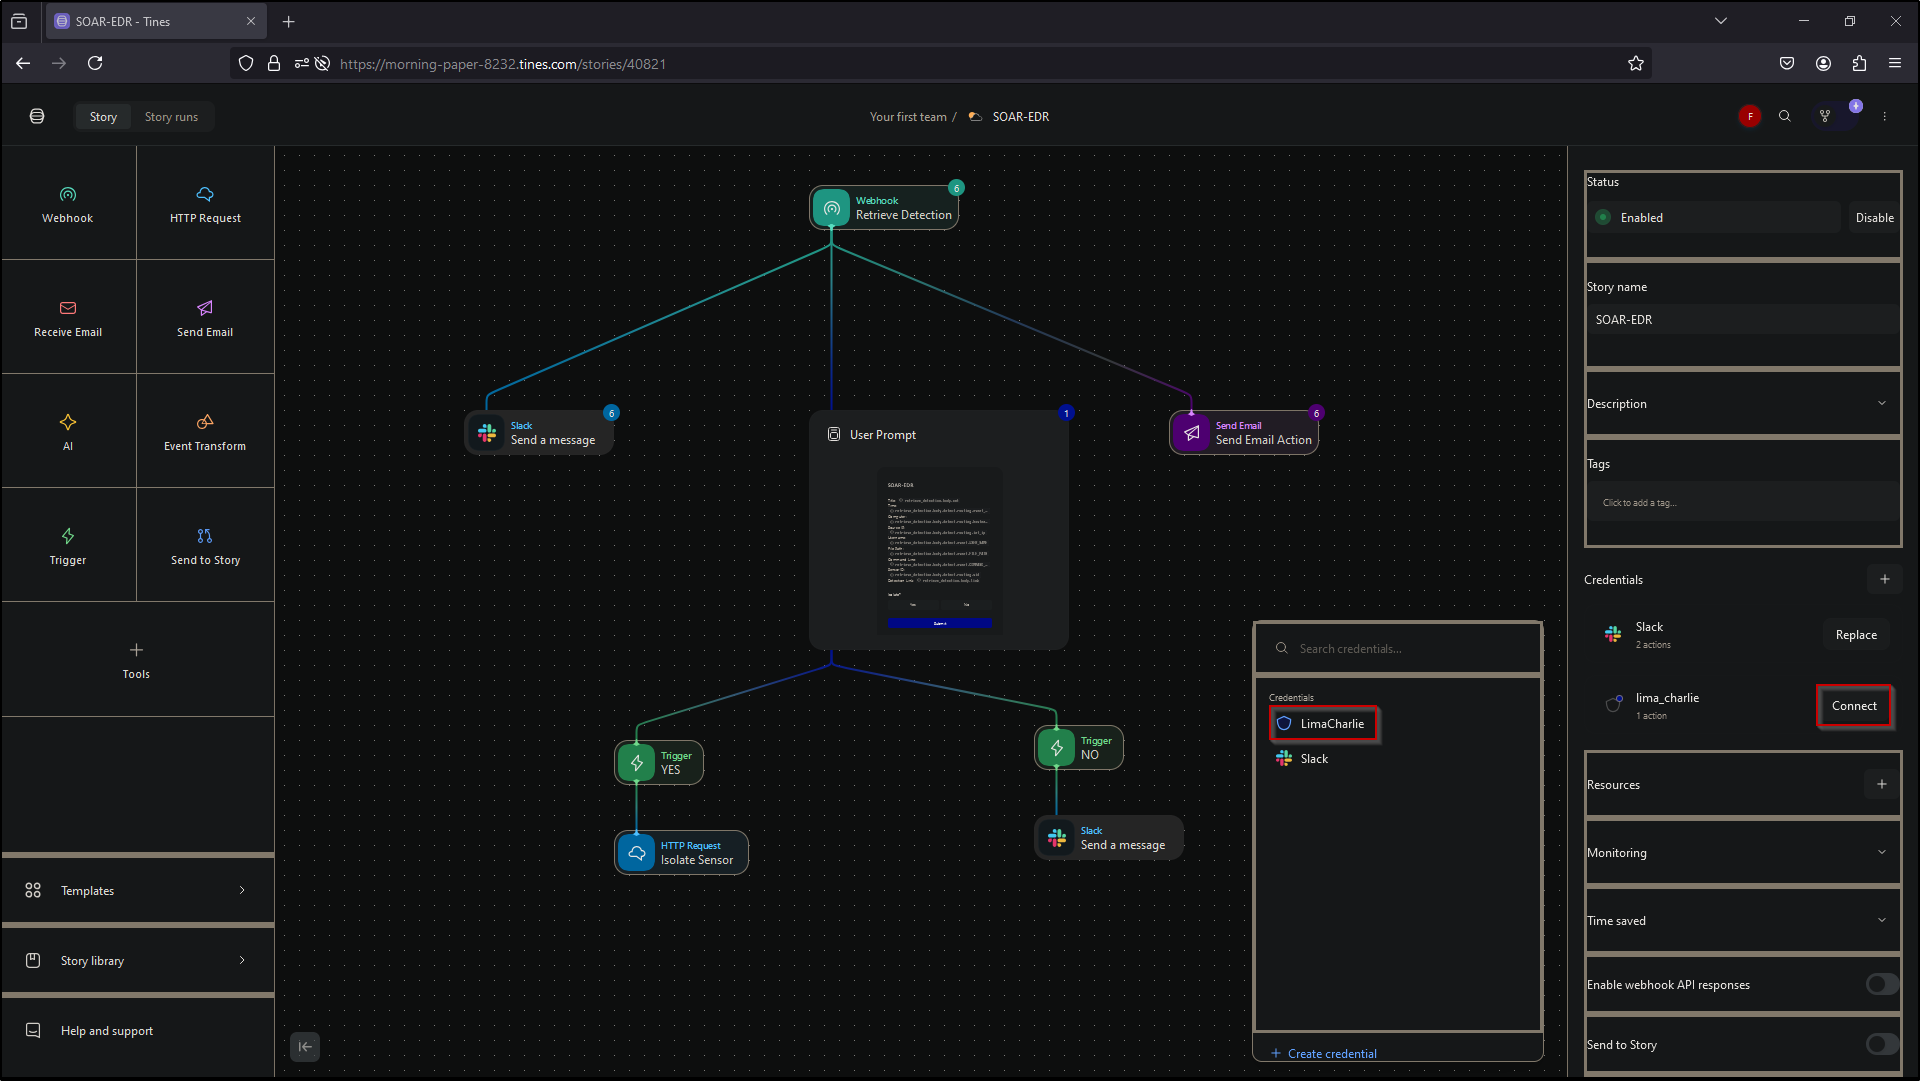 SOAR-EDR - Tines
https://morning-paper-8232.tines.com/stories/40821
Story
Story runs
Your first team / SOAR-EDR
F
Webhook
HTTP Request
Receive Email
Send Email
AI
Event Transform
Trigger
Send to Story
Tools
Templates
Story library
Help and support
6
Webhook
Retrieve Detection
6
Slack
Send a message
1
User Prompt
SOAR-EDR
Submit
6
Send Email
Send Email Action
Trigger
YES
HTTP Request
Isolate Sensor
Trigger
NO
Slack
Send a message
Search credentials...
Credentials
LimaCharlie
Slack
Create credential
Status
Enabled
Disable
Story name
SOAR-EDR
Description
Tags
Click to add a tag...
Credentials
Slack
2 actions
Replace
lima_charlie
1 action
Connect
Resources
Monitoring
Time saved
Enable webhook API responses
Send to Story